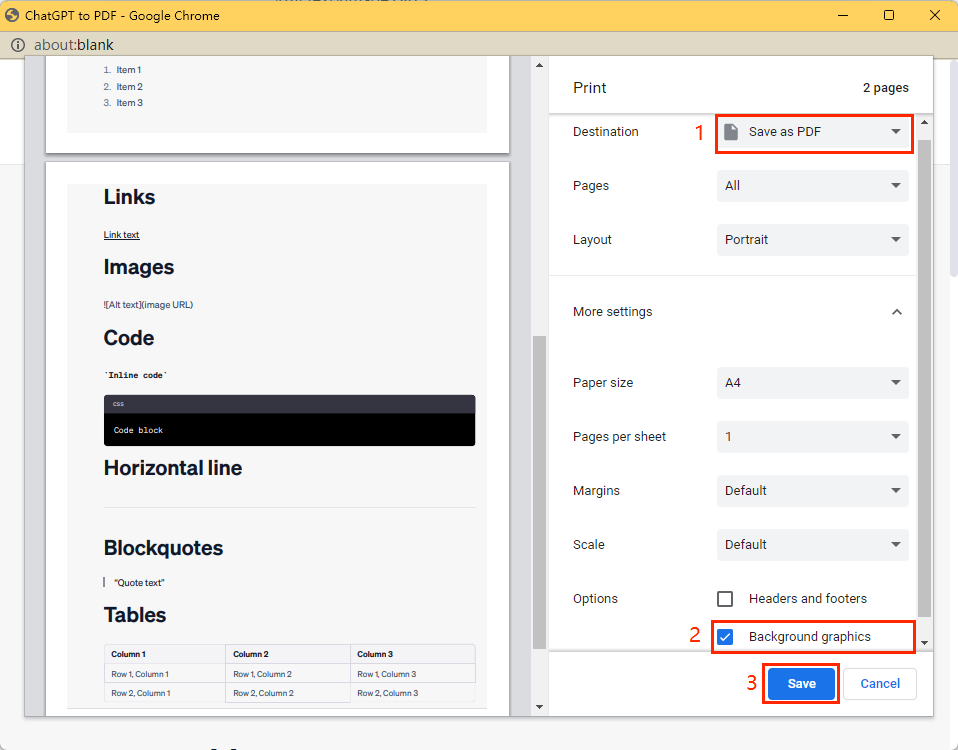 ChatGPT to PDF - Google Chrome
about:blank
1. Item 1
2. Item 2
3. Item 3
Links
Link text
Images
![Alt text](image URL)
Code
`Inline code`
css
Code block
Horizontal line
Blockquotes
"Quote text"
Tables
Column 1 Column 2 Column 3
Row 1, Column 1 Row 1, Column 2 Row 1, Column 3
Row 2, Column 1 Row 2, Column 2 Row 2, Column 3
Print 2 pages
Destination 1 Save as PDF
Pages All
Layout Portrait
More settings
Paper size A4
Pages per sheet 1
Margins Default
Scale Default
Options Headers and footers
2 Background graphics
3 Save Cancel